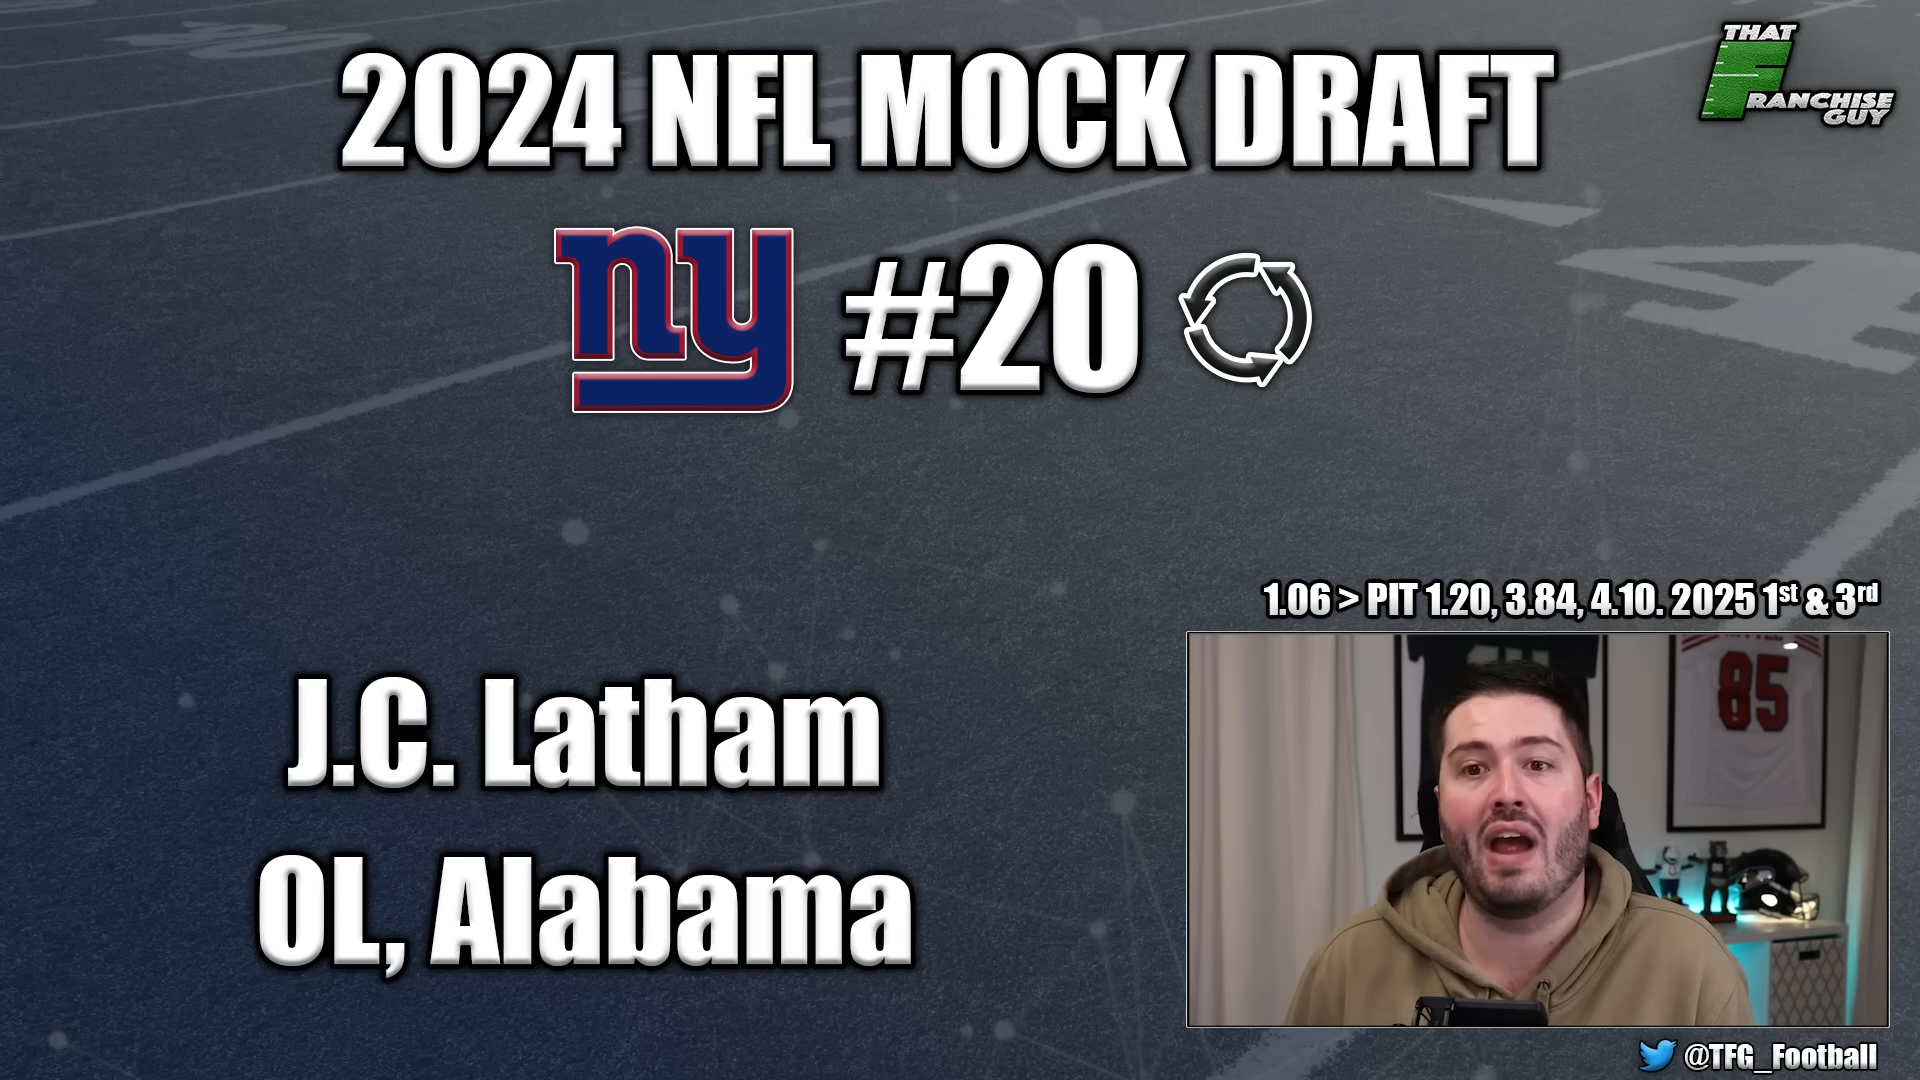 2024 NFL MOCK DRAFT
THAT
FRANCHISE
GUY
ny #20
1.06 > PIT 1.20, 3.84, 4.10. 2025 1st & 3rd
85
J.C. Latham
OL, Alabama
@TFG_Football